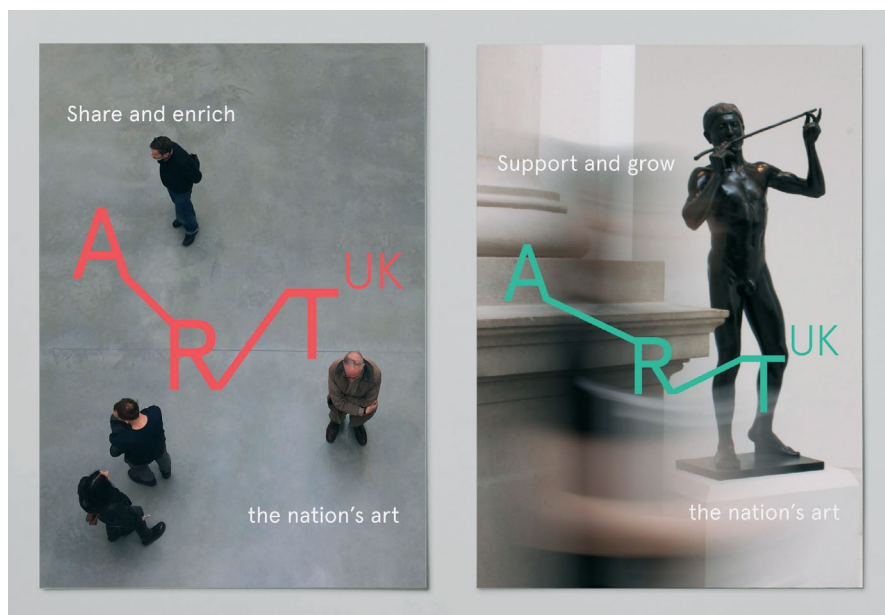 Share and enrich
ART UK
the nation's art
Support and grow
ART UK
the nation's art